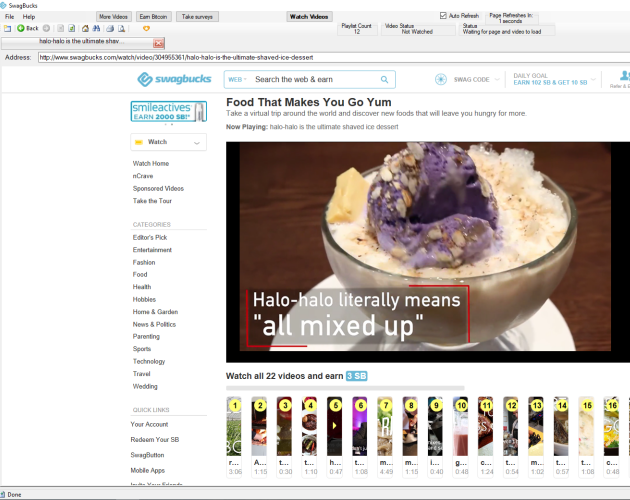 SwagBucks
File Help More Videos Earn Bitcoin Take surveys Watch Videos Auto Refresh Page Refreshes In:
1 seconds
Playlist Count Video Status Status
12 Not Watched Waiting for page and video to load
Back
halo-halo is the ultimate shav...
Address: http://www.swagbucks.com/watch/video/304955361/halo-halo-is-the-ultimate-shaved-ice-dessert
swagbucks WEB Search the web & earn SWAG CODE DAILY GOAL
EARN 102 SB & GET 10 SB
Refer & E
smileactives
EARN 2000 SB!
Watch
Watch Home
nCrave
Sponsored Videos
Take the Tour
CATEGORIES
Editor's Pick
Entertainment
Fashion
Food
Health
Hobbies
Home & Garden
News & Politics
Parenting
Sports
Technology
Travel
Wedding
QUICK LINKS
Your Account
Redeem Your SB
SwagButton
Mobile Apps
Invite Your Friends
Food That Makes You Go Yum
Take a virtual trip around the world and discover new foods that will leave you hungry for more.
Now Playing: halo-halo is the ultimate shaved ice dessert
Halo-halo literally means
"all mixed up"
Watch all 22 videos and earn 3 SB
1 2 3 4 5 6 7 8 9 10 11 12 13 14 15 16
r... A... t... t... h... t... m... m... i... g... c... t... m... t... t... c...
3:06 1:16 0:30 1:10 0:47 1:08 4:49 1:15 0:40 0:58 1:24 0:54 1:02 0:57 1:08 0:48
Done